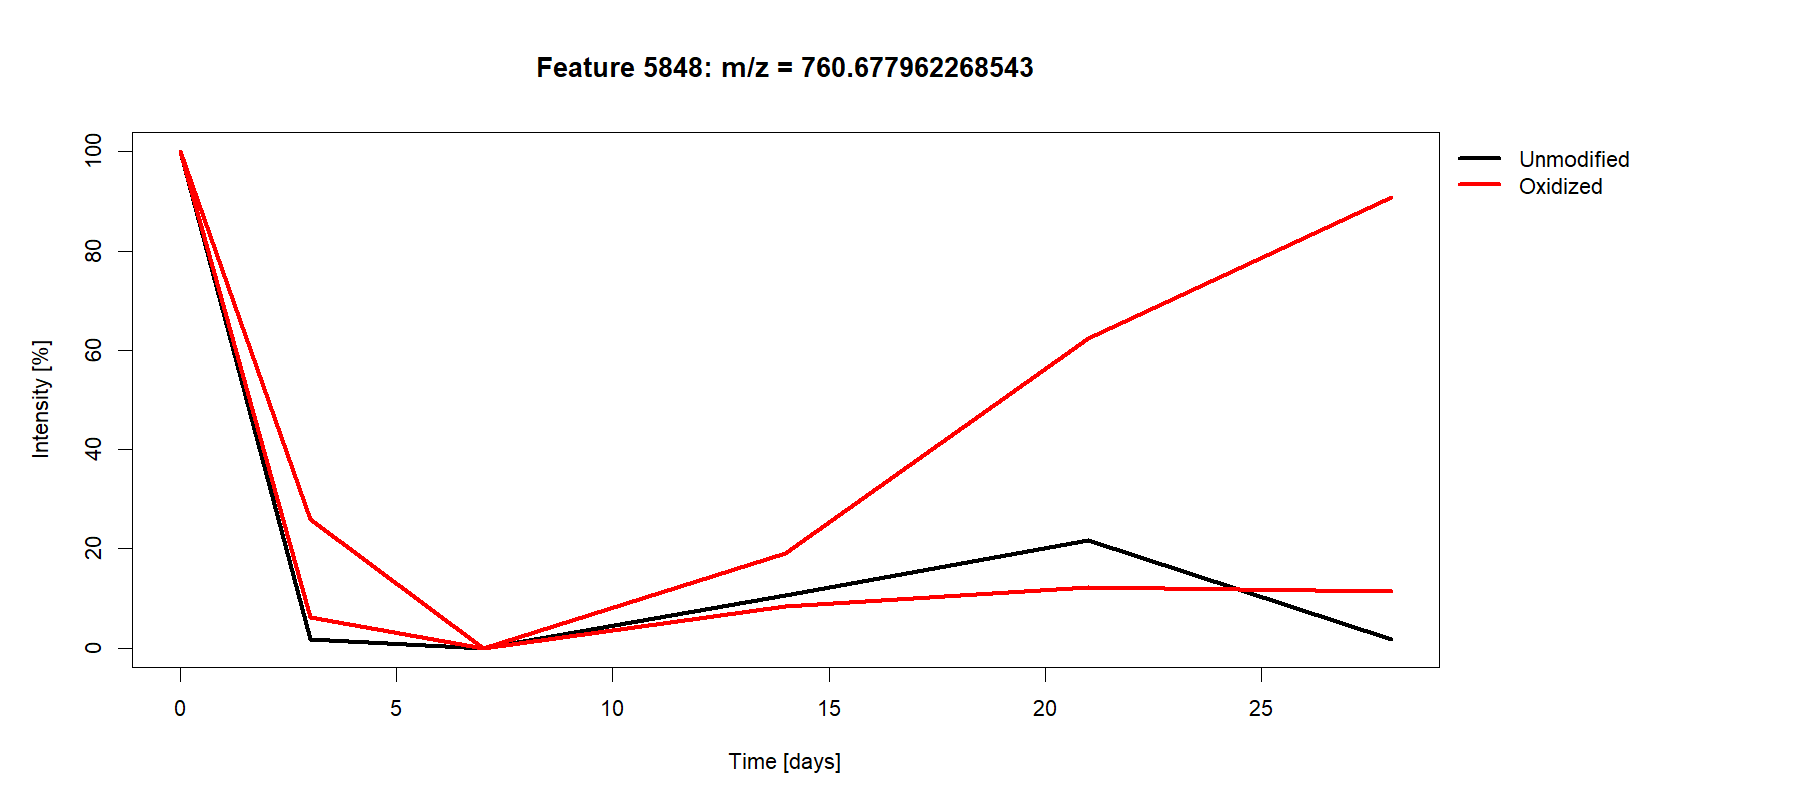 Feature 5848: m/z = 760.677962268543
Unmodified
Oxidized
Intensity [%]
100
80
60
40
20
0
0 5 10 15 20 25
Time [days]